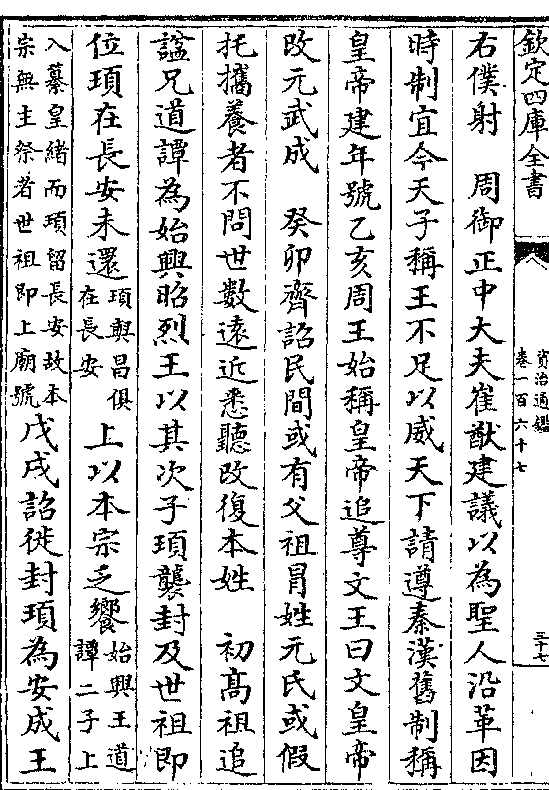 欽定四庫全書
資治通鑑
卷一百六十七
三十七
右僕射　周御正中大夫崔猷建議以為聖人沿革因
時制宜今天子稱王不足以威天下請遵秦漢舊制稱
皇帝建年號乙亥周王始稱皇帝追尊文王曰文皇帝
改元武成　癸卯齊詔民間或有父祖冐姓元氏或假
托攜養者不問世數遠近悉聽改復本姓　初髙祖追
諡兄道譚為始興昭烈王以其次子頊襲封及世祖即
位頊在長安未還頊與昌俱在長安上以本宗乏饗始興王道譚二子上
入纂皇緒而頊留長安故本宗無主祭者世祖即上廟號戊戌詔徙封頊為安成王